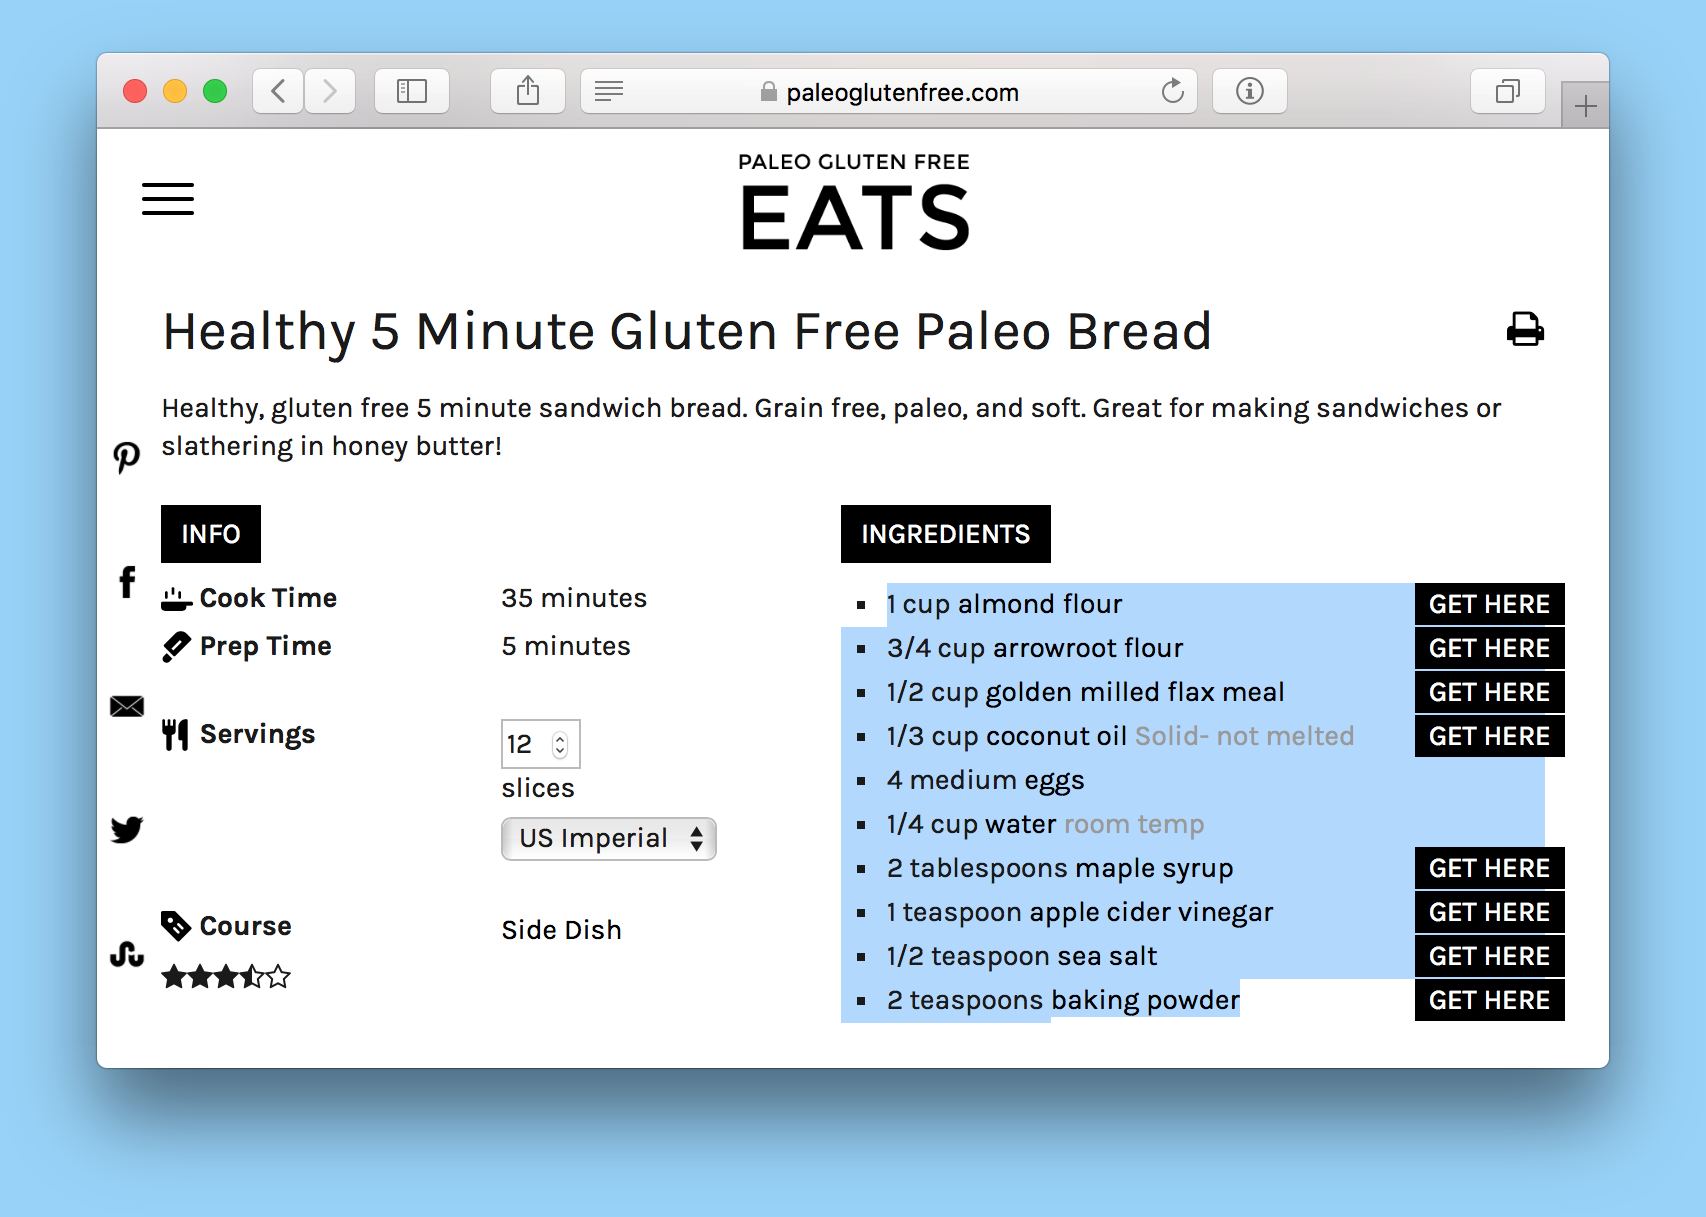 paleoglutenfree.com
PALEO GLUTEN FREE
EATS
Healthy 5 Minute Gluten Free Paleo Bread
Healthy, gluten free 5 minute sandwich bread. Grain free, paleo, and soft. Great for making sandwiches or
slathering in honey butter!
INFO
Cook Time 35 minutes
Prep Time 5 minutes
Servings 12
slices
US Imperial
Course Side Dish
INGREDIENTS
1 cup almond flour GET HERE
3/4 cup arrowroot flour GET HERE
1/2 cup golden milled flax meal GET HERE
1/3 cup coconut oil Solid- not melted GET HERE
4 medium eggs
1/4 cup water room temp
2 tablespoons maple syrup GET HERE
1 teaspoon apple cider vinegar GET HERE
1/2 teaspoon sea salt GET HERE
2 teaspoons baking powder GET HERE